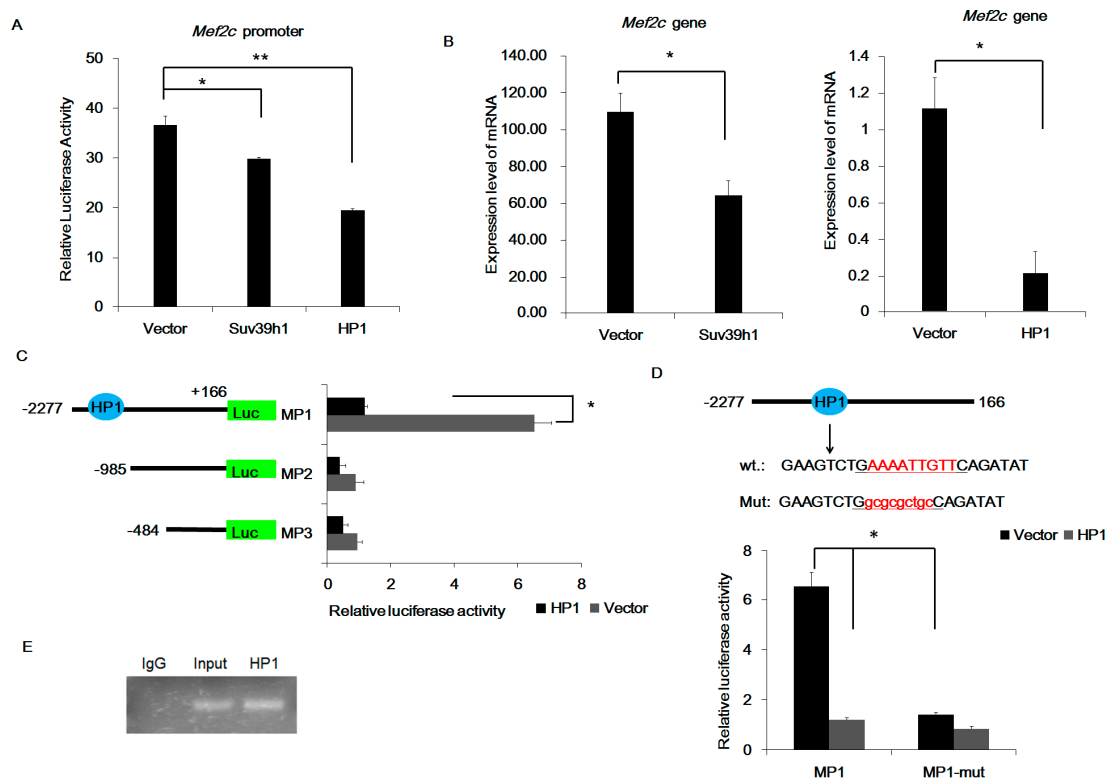 A
Mef2c promoter
Relative Luciferase Activity
50
40
30
20
10
0
**
*
Vector
Suv39h1
HP1
B
Mef2c gene
Expression level of mRNA
140.00
120.00
100.00
80.00
60.00
40.00
20.00
0.00
*
Vector
Suv39h1
Mef2c gene
Expression level of mRNA
1.4
1.2
1
0.8
0.6
0.4
0.2
0
*
Vector
HP1
C
-2277
HP1
+166
Luc
MP1
-985
Luc
MP2
-484
Luc
MP3
*
0
2
4
6
8
Relative luciferase activity
HP1
Vector
D
-2277
HP1
166
wt.: GAAGTCTGAAAATTGTTCAGATAT
Mut: GAAGTCTGgcgcgctgcCAGATAT
Vector
HP1
Relative luciferase activity
8
6
4
2
0
*
MP1
MP1-mut
E
IgG
Input
HP1